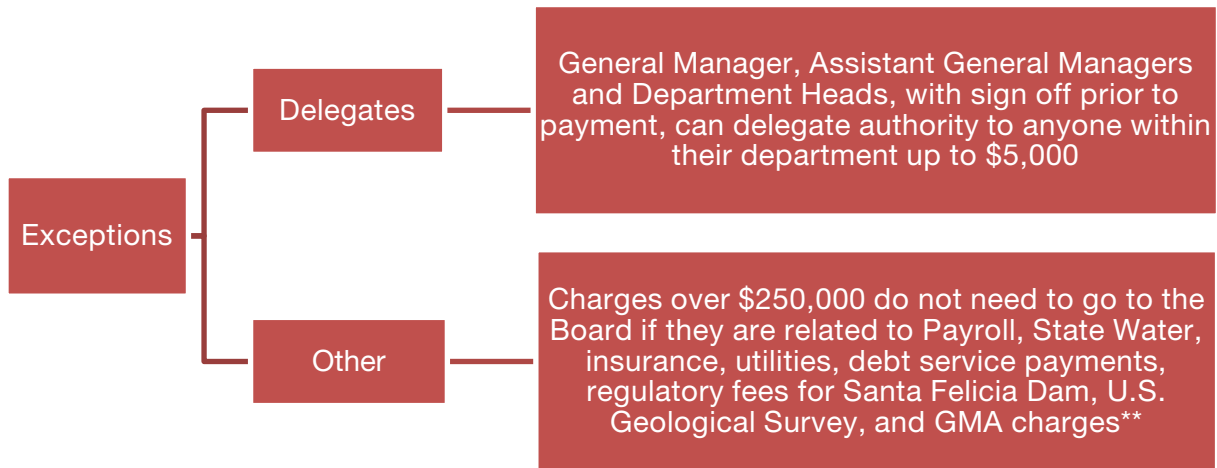 Exceptions
Delegates
General Manager, Assistant General Managers
and Department Heads, with sign off prior to
payment, can delegate authority to anyone within
their department up to $5,000
Other
Charges over $250,000 do not need to go to the
Board if they are related to Payroll, State Water,
insurance, utilities, debt service payments,
regulatory fees for Santa Felicia Dam, U.S.
Geological Survey, and GMA charges**